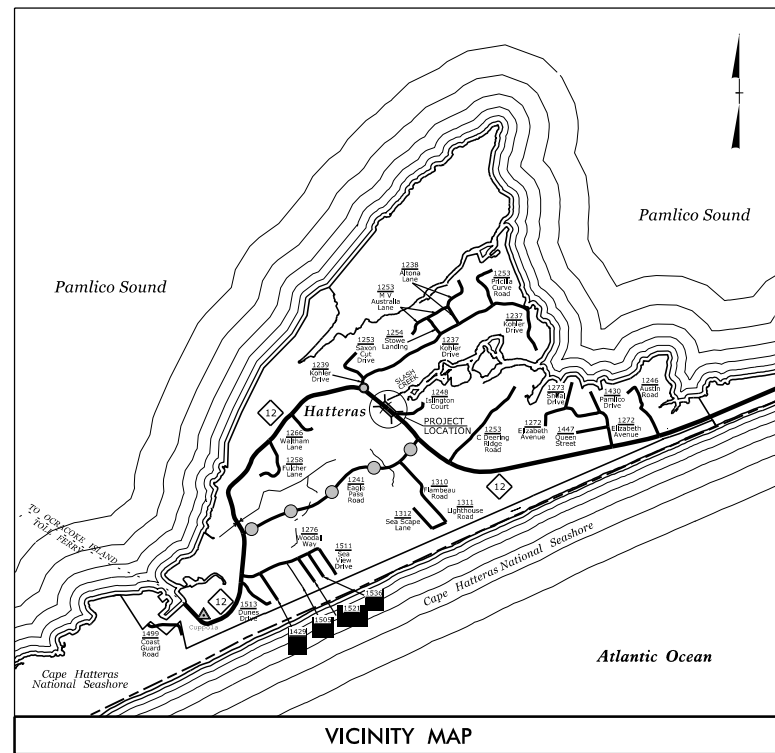 Pamlico Sound
Pamlico Sound
1238
Altona
Lane
1253
M V
Australia
Lane
1253
Pricilla
Curve
Road
1254
Stowe
Landing
1237
Kohler
Drive
1253
Saxon
Cut
Drive
1237
Kohler
Drive
1239
Kohler
Drive
SLASH
CREEK
12
Hatteras
1248
Islington
Court
PROJECT
LOCATION
1273
Drive
1430
Pamlico
Drive
1246
Austin
Road
1272
Elizabeth
Avenue
1447
Queen
Street
1272
Elizabeth
Avenue
1253
C Deering
Ridge
Road
1266
Waltham
Lane
1258
Fulcher
Lane
1241
Eagle
Pass
Road
12
1310
Flambeau
Road
1311
Lighthouse
Road
1312
Sea Scape
Lane
TO OCRACOKE ISLAND
TOLL FERRY
1276
Way
1511
Sea
View
Drive
12
Cuppola
1513
Dunes
Drive
1536
1521
1505
1429
Cape Hatteras National Seashore
1499
Coast
Guard
Road
Cape Hatteras
National Seashore
Atlantic Ocean
VICINITY MAP